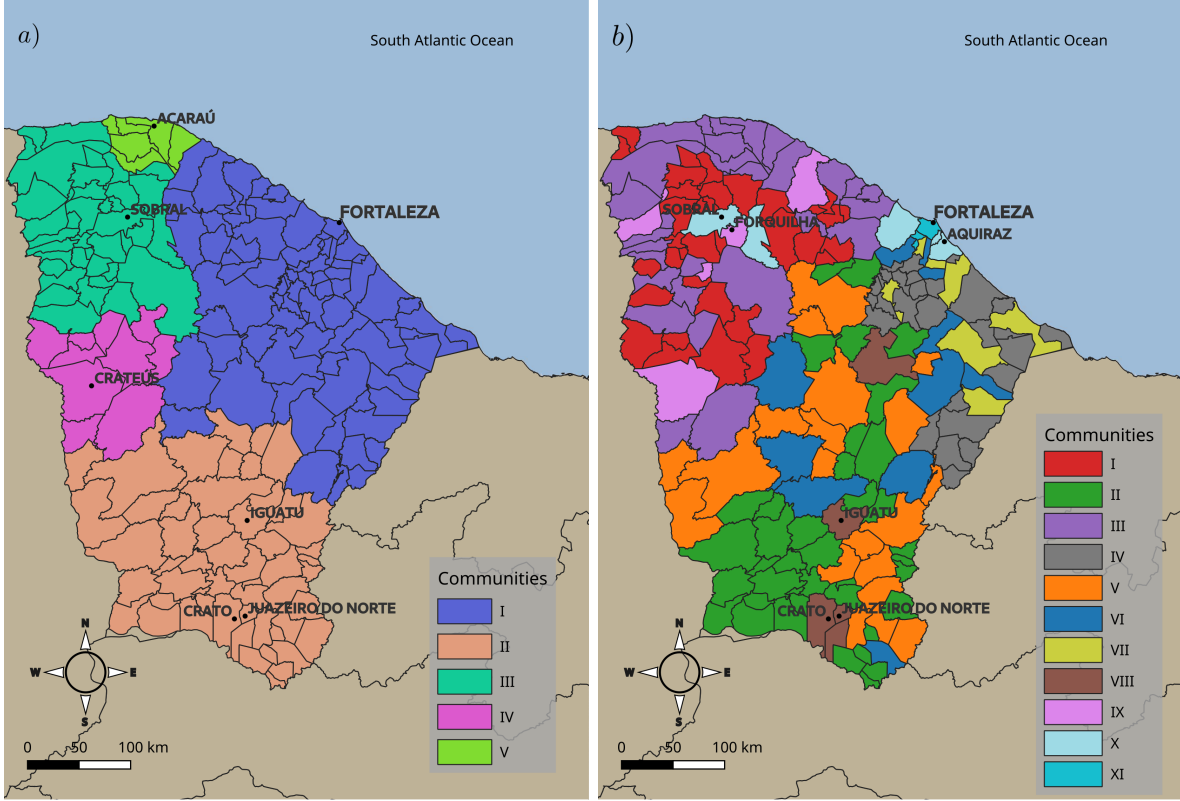 a)
South Atlantic Ocean
ACARAÚ
SOBRAL
FORTALEZA
CRATEÚS
IGUATU
CRATO
JUAZEIRO DO NORTE
N
W
E
S
0 50 100 km
Communities
I
II
III
IV
V
b)
South Atlantic Ocean
SOBRAL
FORQUILHA
FORTALEZA
AQUIRAZ
IGUATU
CRATO
JUAZEIRO DO NORTE
N
W
E
S
0 50 100 km
Communities
I
II
III
IV
V
VI
VII
VIII
IX
X
XI